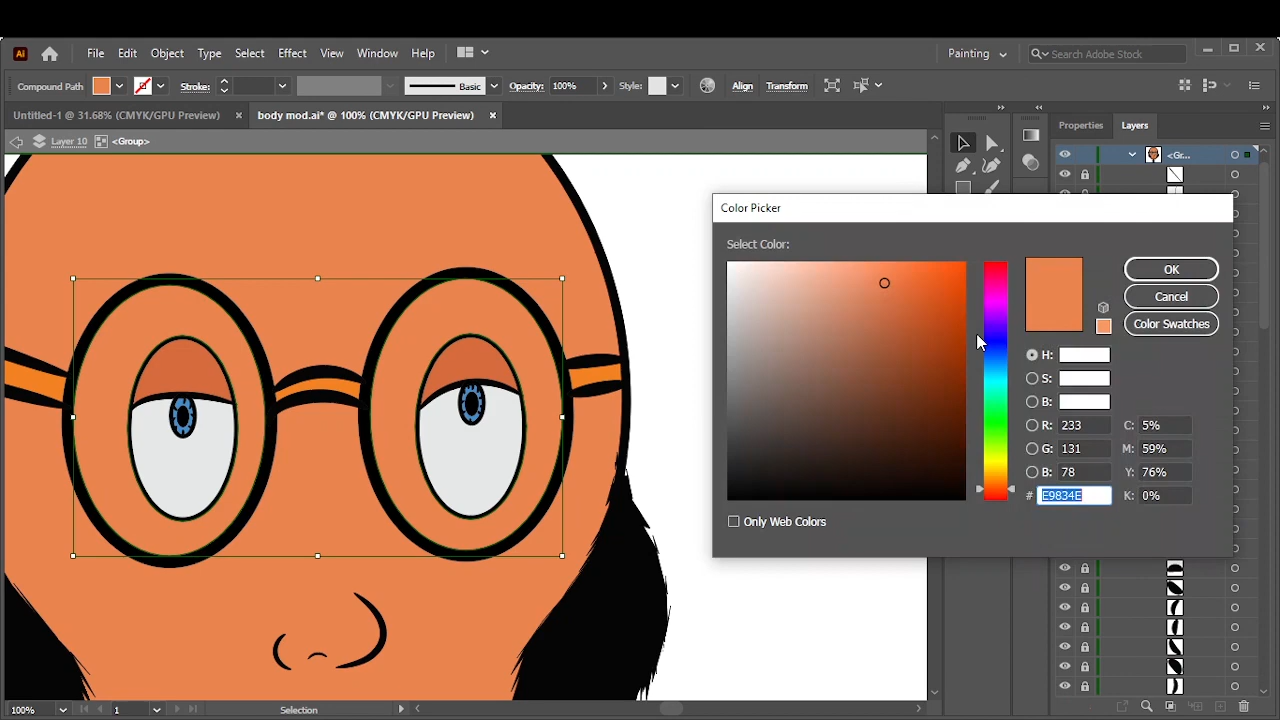 Ai File Edit Object Type Select Effect View Window Help Painting Search Adobe Stock
Compound Path Stroke: Basic Opacity: 100% Style: Align Transform
Untitled-1 @ 31.68% (CMYK/GPU Preview) × body mod.ai* @ 100% (CMYK/GPU Preview) ×
Layer 10 <Group>
Properties Layers
<Gr...
Color Picker
Select Color:
OK
Cancel
Color Swatches
H:
S:
B:
R: 233 C: 5%
G: 131 M: 59%
B: 78 Y: 76%
# E9834E K: 0%
Only Web Colors
100% 1 Selection